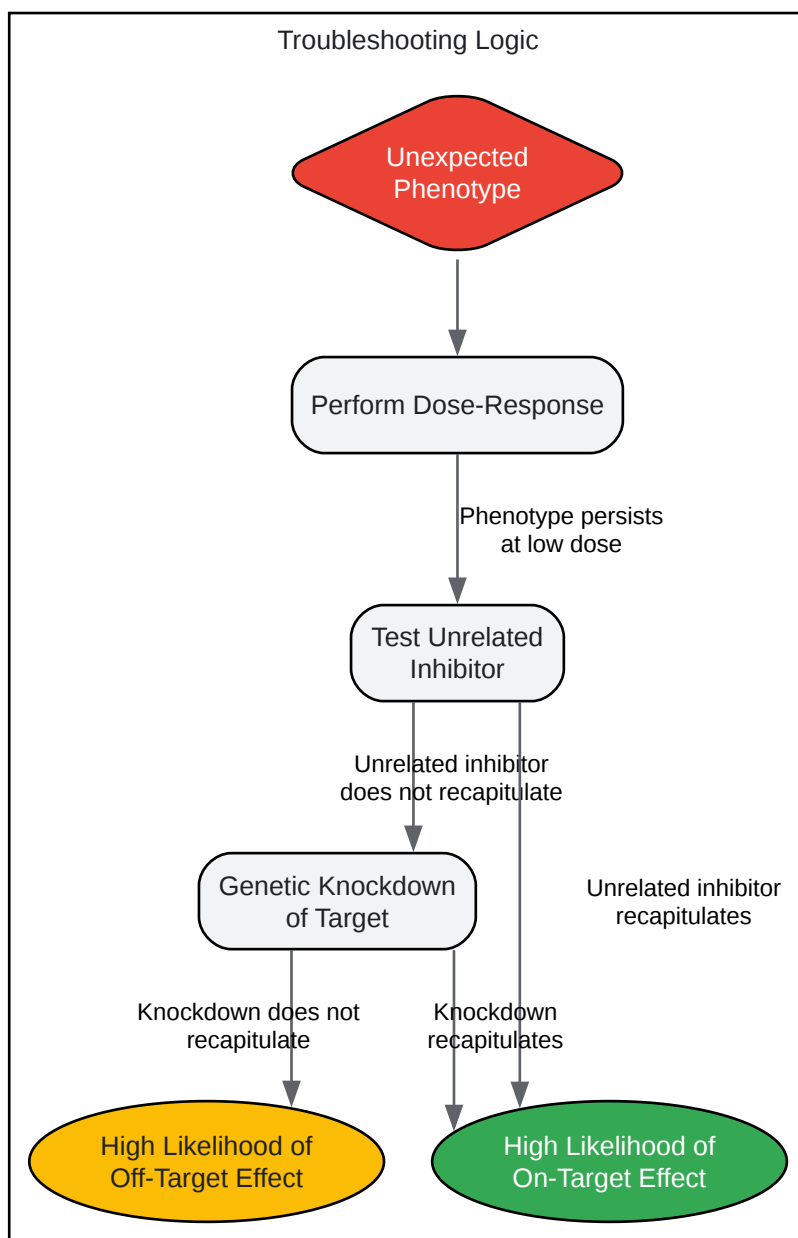 Troubleshooting Logic
Unexpected
Phenotype
Perform Dose-Response
Phenotype persists
at low dose
Test Unrelated
Inhibitor
Unrelated inhibitor
does not recapitulate
Genetic Knockdown
of Target
Unrelated inhibitor
recapitulates
Knockdown does not
recapitulate
Knockdown
recapitulates
High Likelihood of
Off-Target Effect
High Likelihood of
On-Target Effect